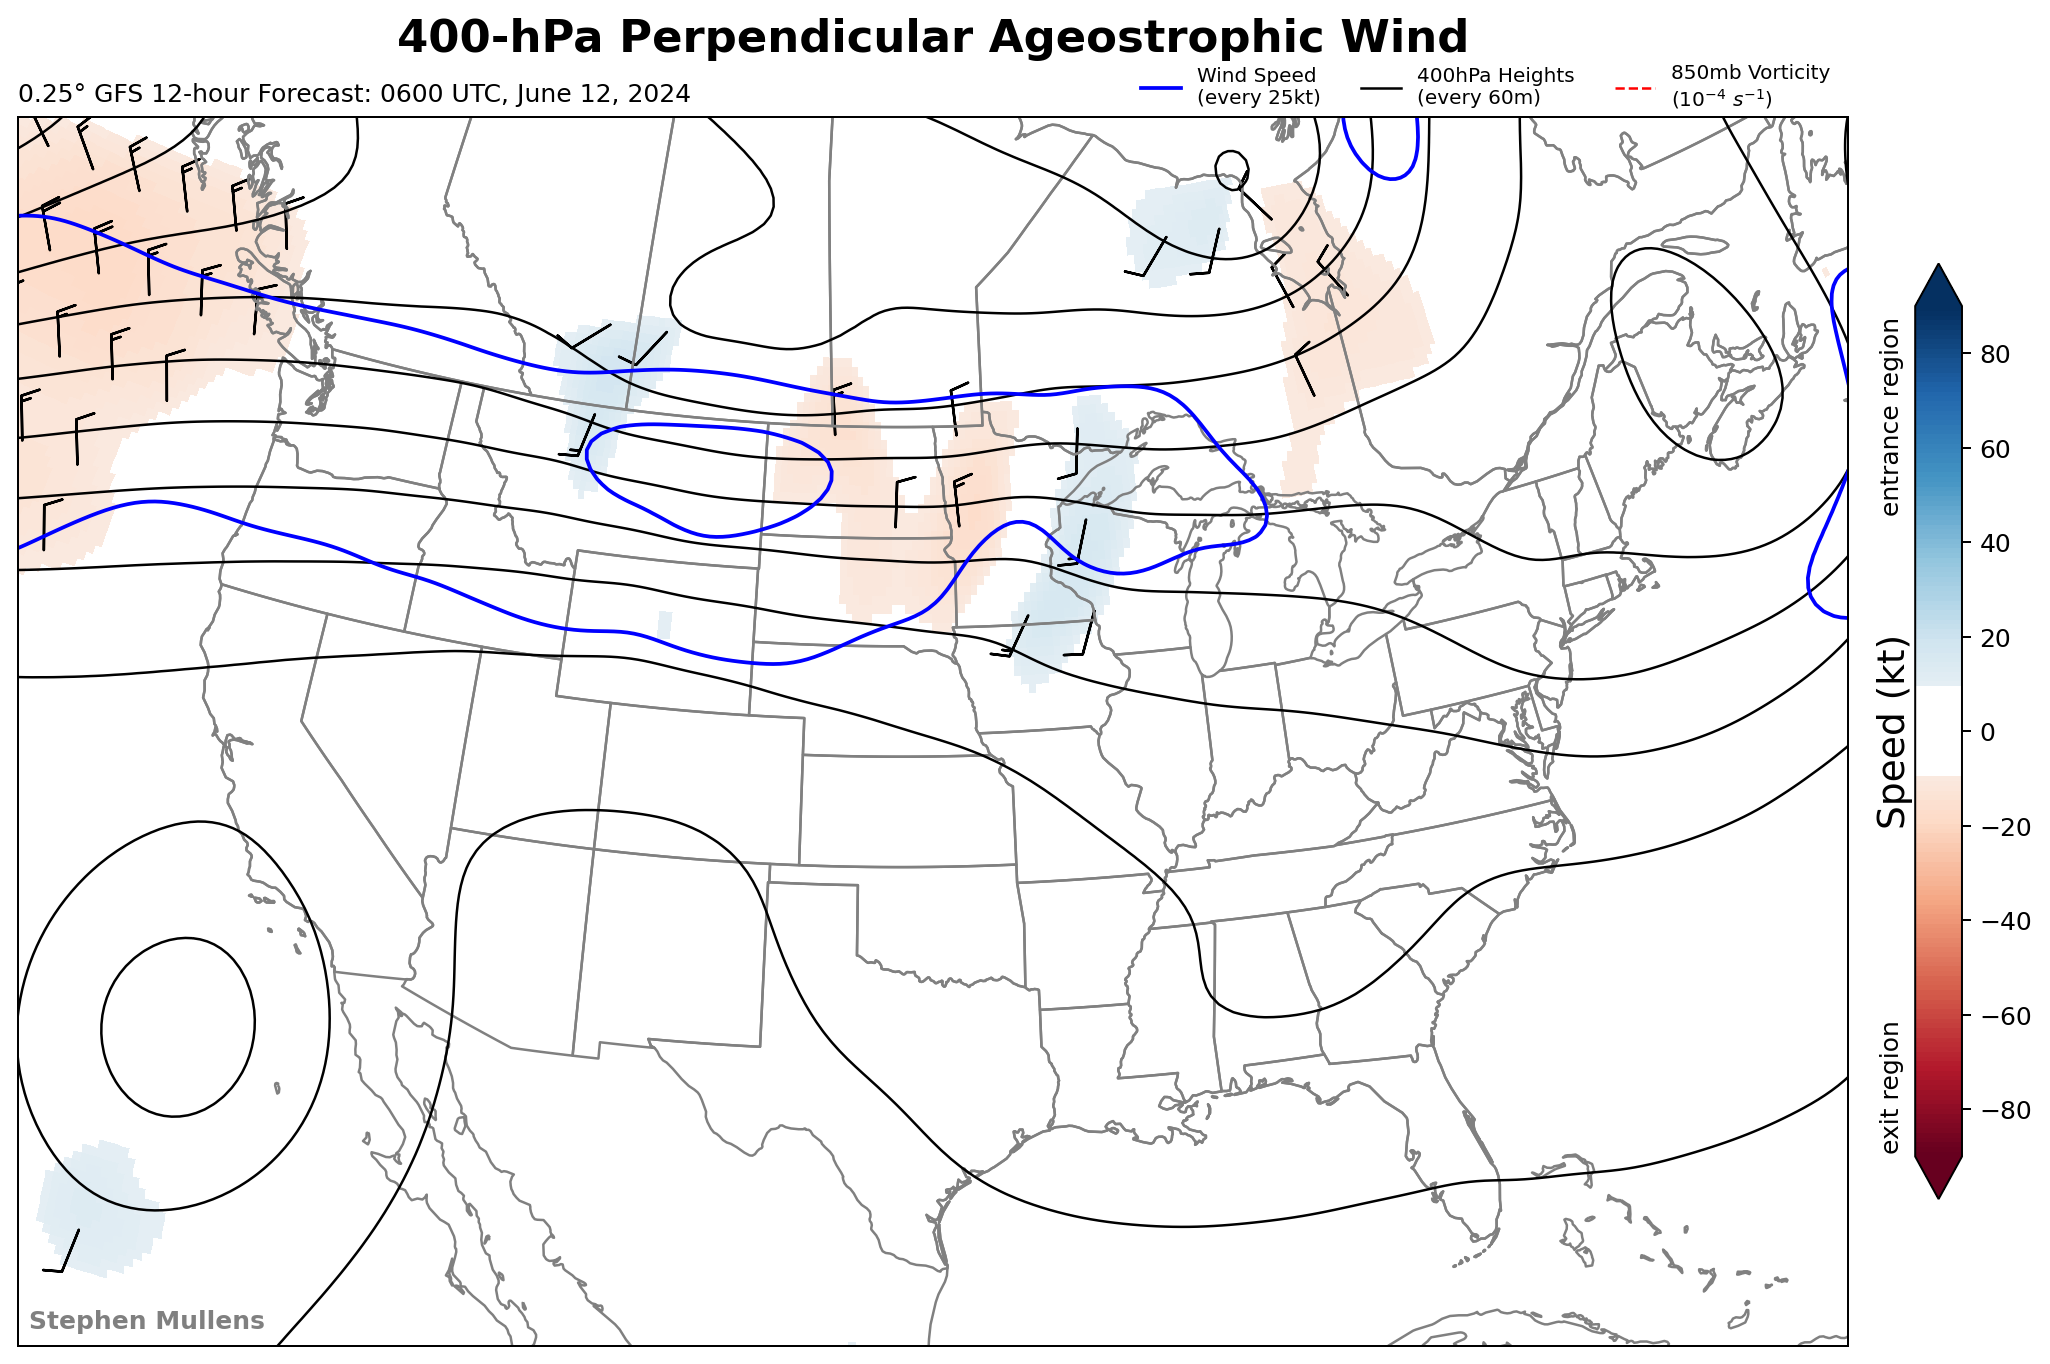 400-hPa Perpendicular Ageostrophic Wind
0.25° GFS 12-hour Forecast: 0600 UTC, June 12, 2024
Wind Speed
(every 25kt)
400hPa Heights
(every 60m)
850mb Vorticity
(10⁻⁴ s⁻¹)
entrance region
Speed (kt)
exit region
80
60
40
20
0
−20
−40
−60
−80
Stephen Mullens